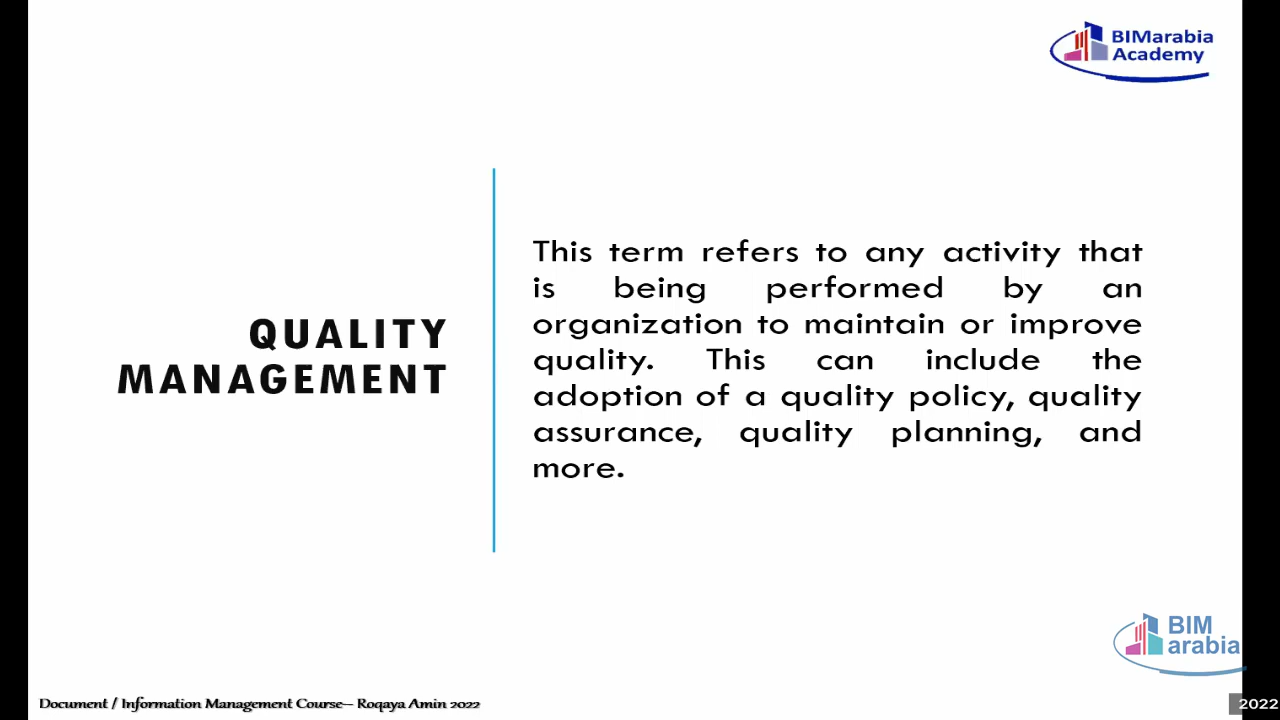 BIMarabia
Academy
QUALITY
MANAGEMENT
This term refers to any activity that
is being performed by an
organization to maintain or improve
quality. This can include the
adoption of a quality policy, quality
assurance, quality planning, and
more.
BIM
arabia
Document / Information Management Course– Roqaya Amin 2022
2022